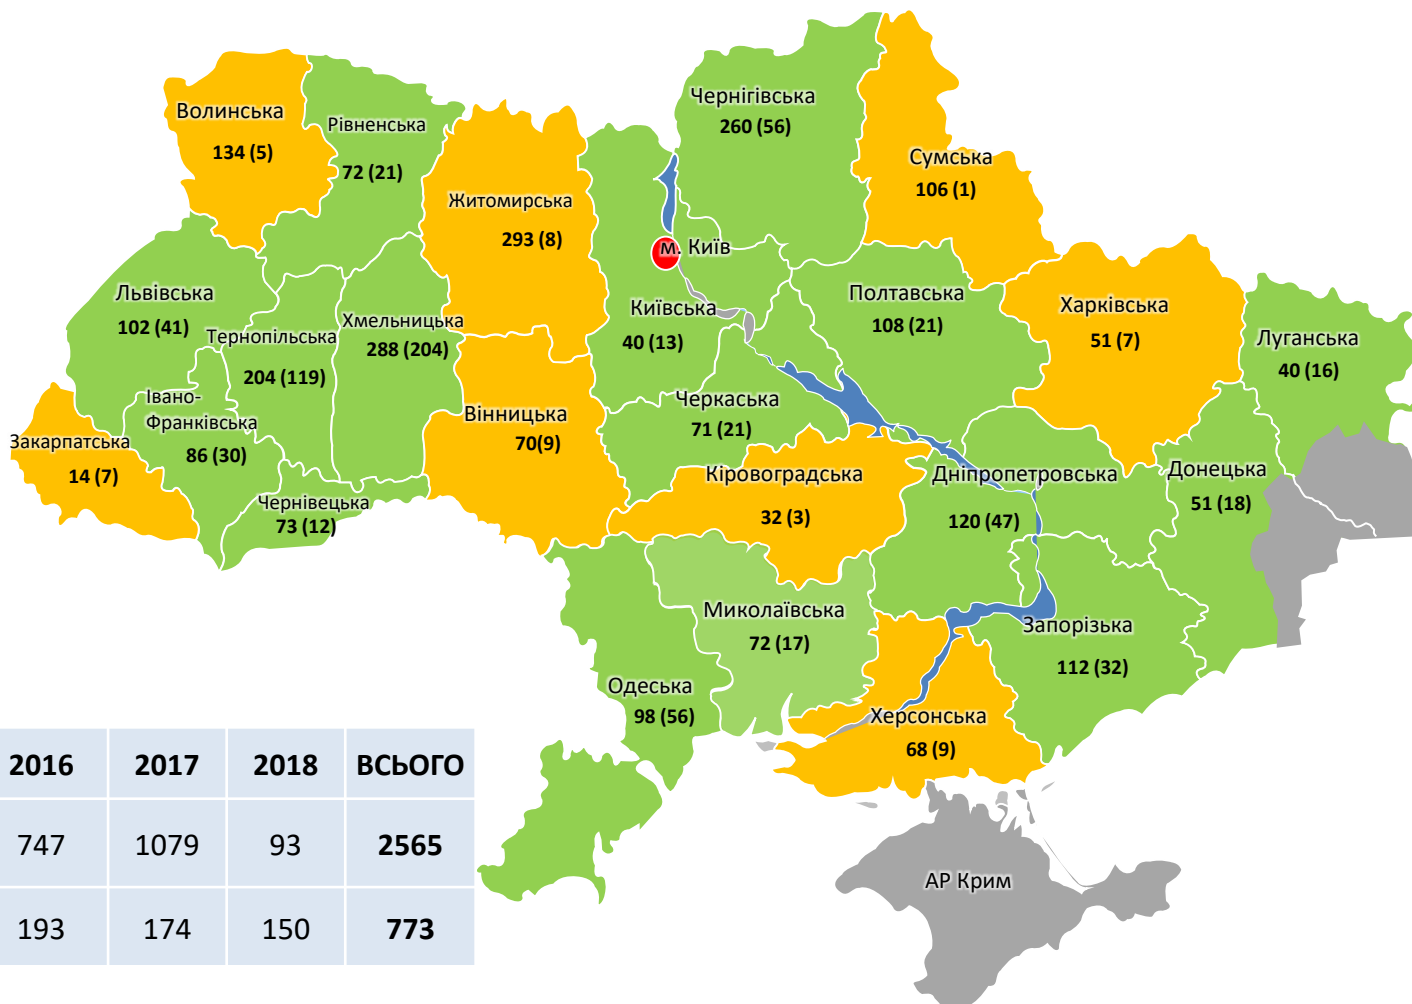 Чернігівська
260 (56)
Волинська
134 (5)
Рівненська
72 (21)
Сумська
106 (1)
Житомирська
293 (8)
м. Київ
Львівська
102 (41)
Тернопільська
204 (119)
Хмельницька
288 (204)
Київська
40 (13)
Полтавська
108 (21)
Харківська
51 (7)
Луганська
40 (16)
Івано-
Франківська
86 (30)
Закарпатська
14 (7)
Чернівецька
73 (12)
Вінницька
70(9)
Черкаська
71 (21)
Кіровоградська
32 (3)
Дніпропетровська
120 (47)
Донецька
51 (18)
Миколаївська
72 (17)
Запорізька
112 (32)
Одеська
98 (56)
Херсонська
68 (9)
АР Крим
2016 2017 2018 ВСЬОГО
747 1079 93 2565
193 174 150 773